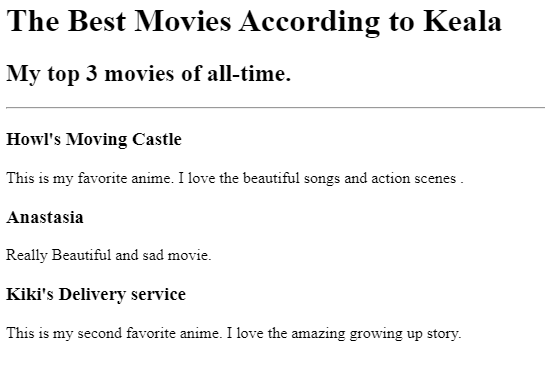 The Best Movies According to Keala
My top 3 movies of all-time.
Howl's Moving Castle
This is my favorite anime. I love the beautiful songs and action scenes .
Anastasia
Really Beautiful and sad movie.
Kiki's Delivery service
This is my second favorite anime. I love the amazing growing up story.